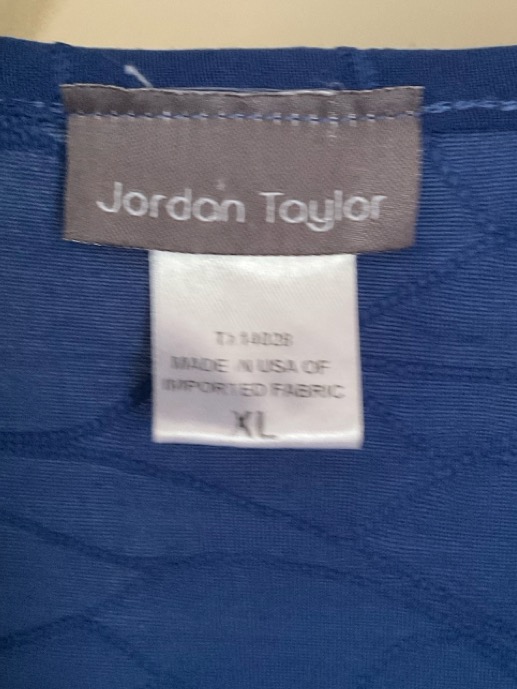 Jordan Taylor
MADE IN USA OF
IMPORTED FABRIC
XL